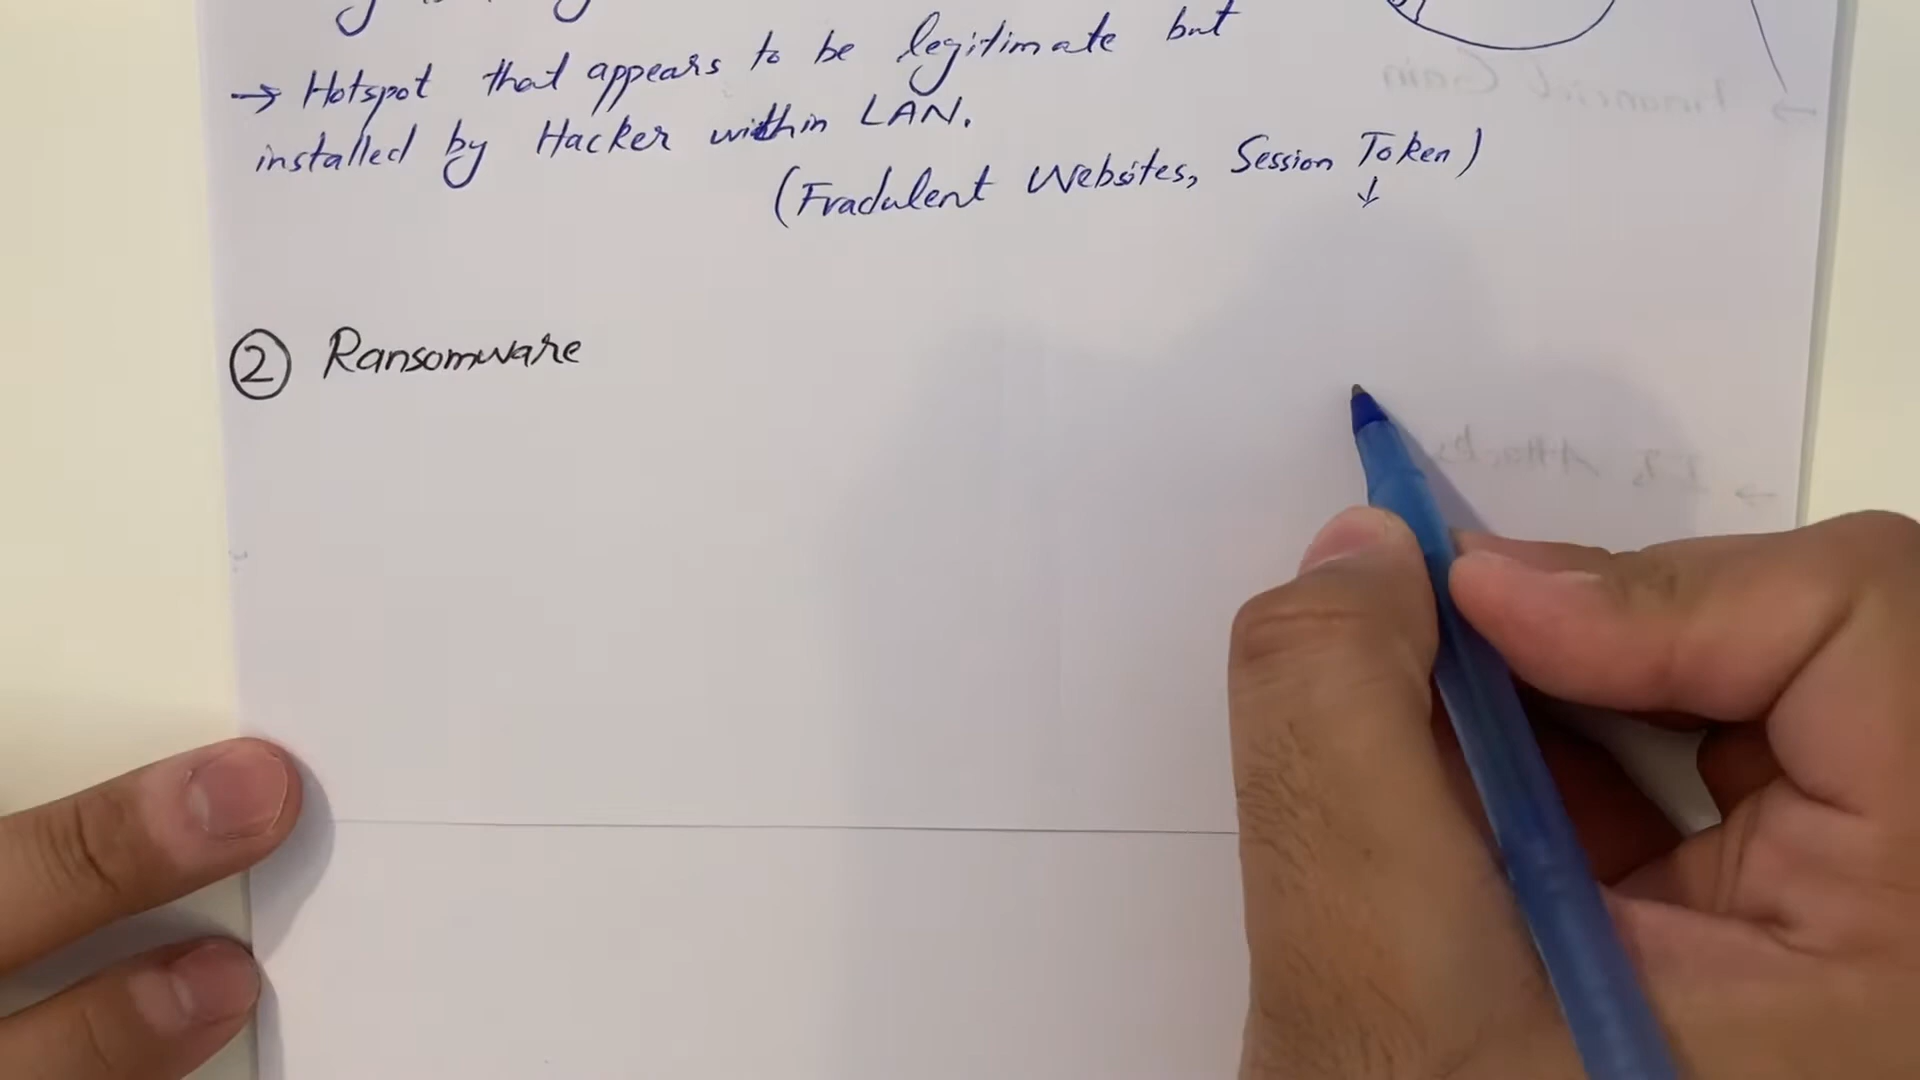 → Hotspot that appears to be legitimate but
installed by Hacker within LAN.
(Fradulent Websites, Session Token)
↓
② Ransomware